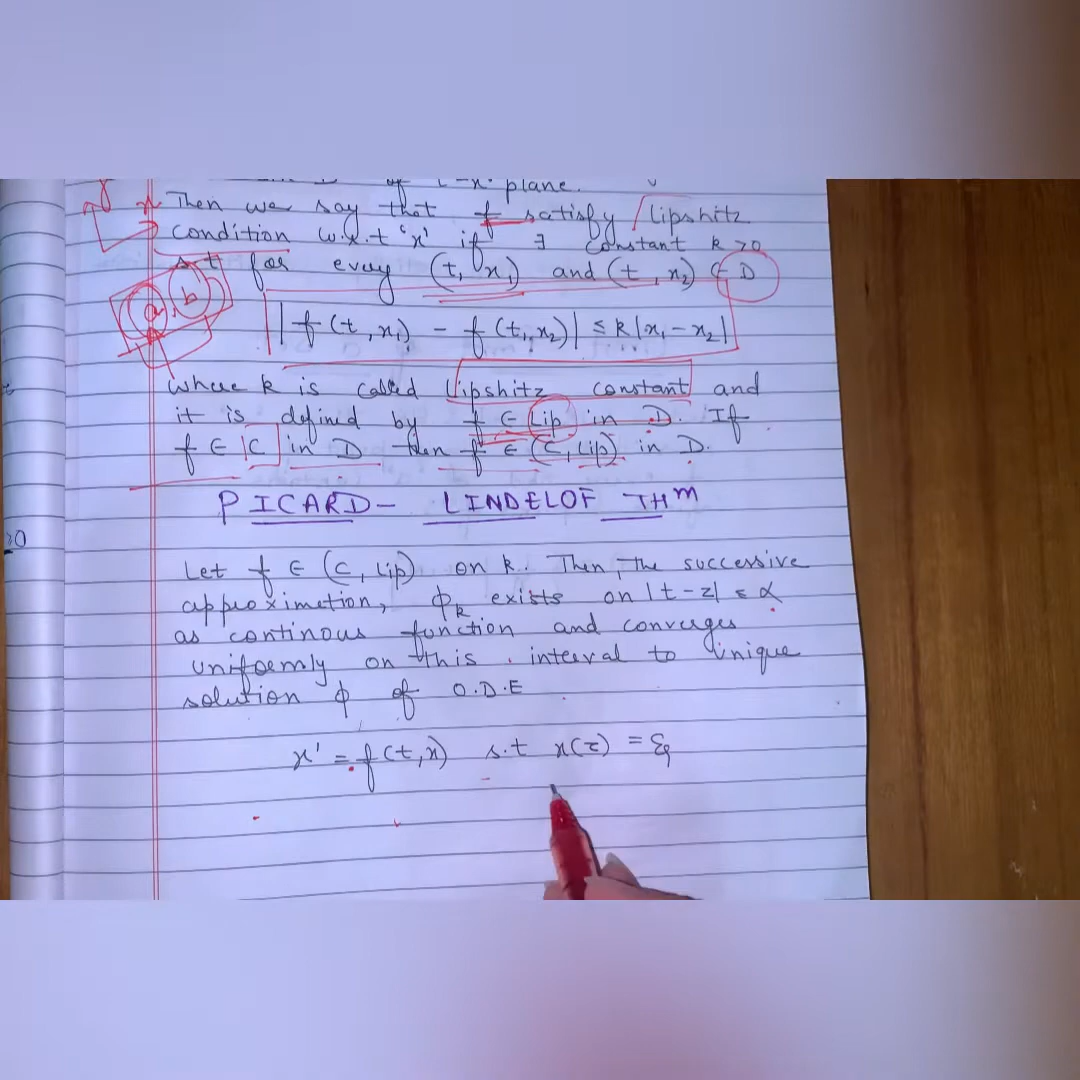 of t-x plane.
Then we say that f satisfy Lipshitz
condition w.r.t 'x' if ∃ constant k >0
s.t for every (t, x₁) and (t, x₂) ∈ D
| f(t, x₁) - f(t, x₂)| ≤ k |x₁ - x₂|
a, b
where k is called Lipshitz constant and
it is defined by f ∈ Lip in D. If
f ∈ C in D then f ∈ (C, Lip) in D.
PICARD- LINDELOF THM
Let f ∈ (C, Lip) on k. Then, the successive
approximation, ϕk exists on |t-τ| ≤ α
as continous function and converges
uniformly on this interval to unique
solution ϕ of O.D.E
x' = f(t,x) s.t x(τ) = ξ